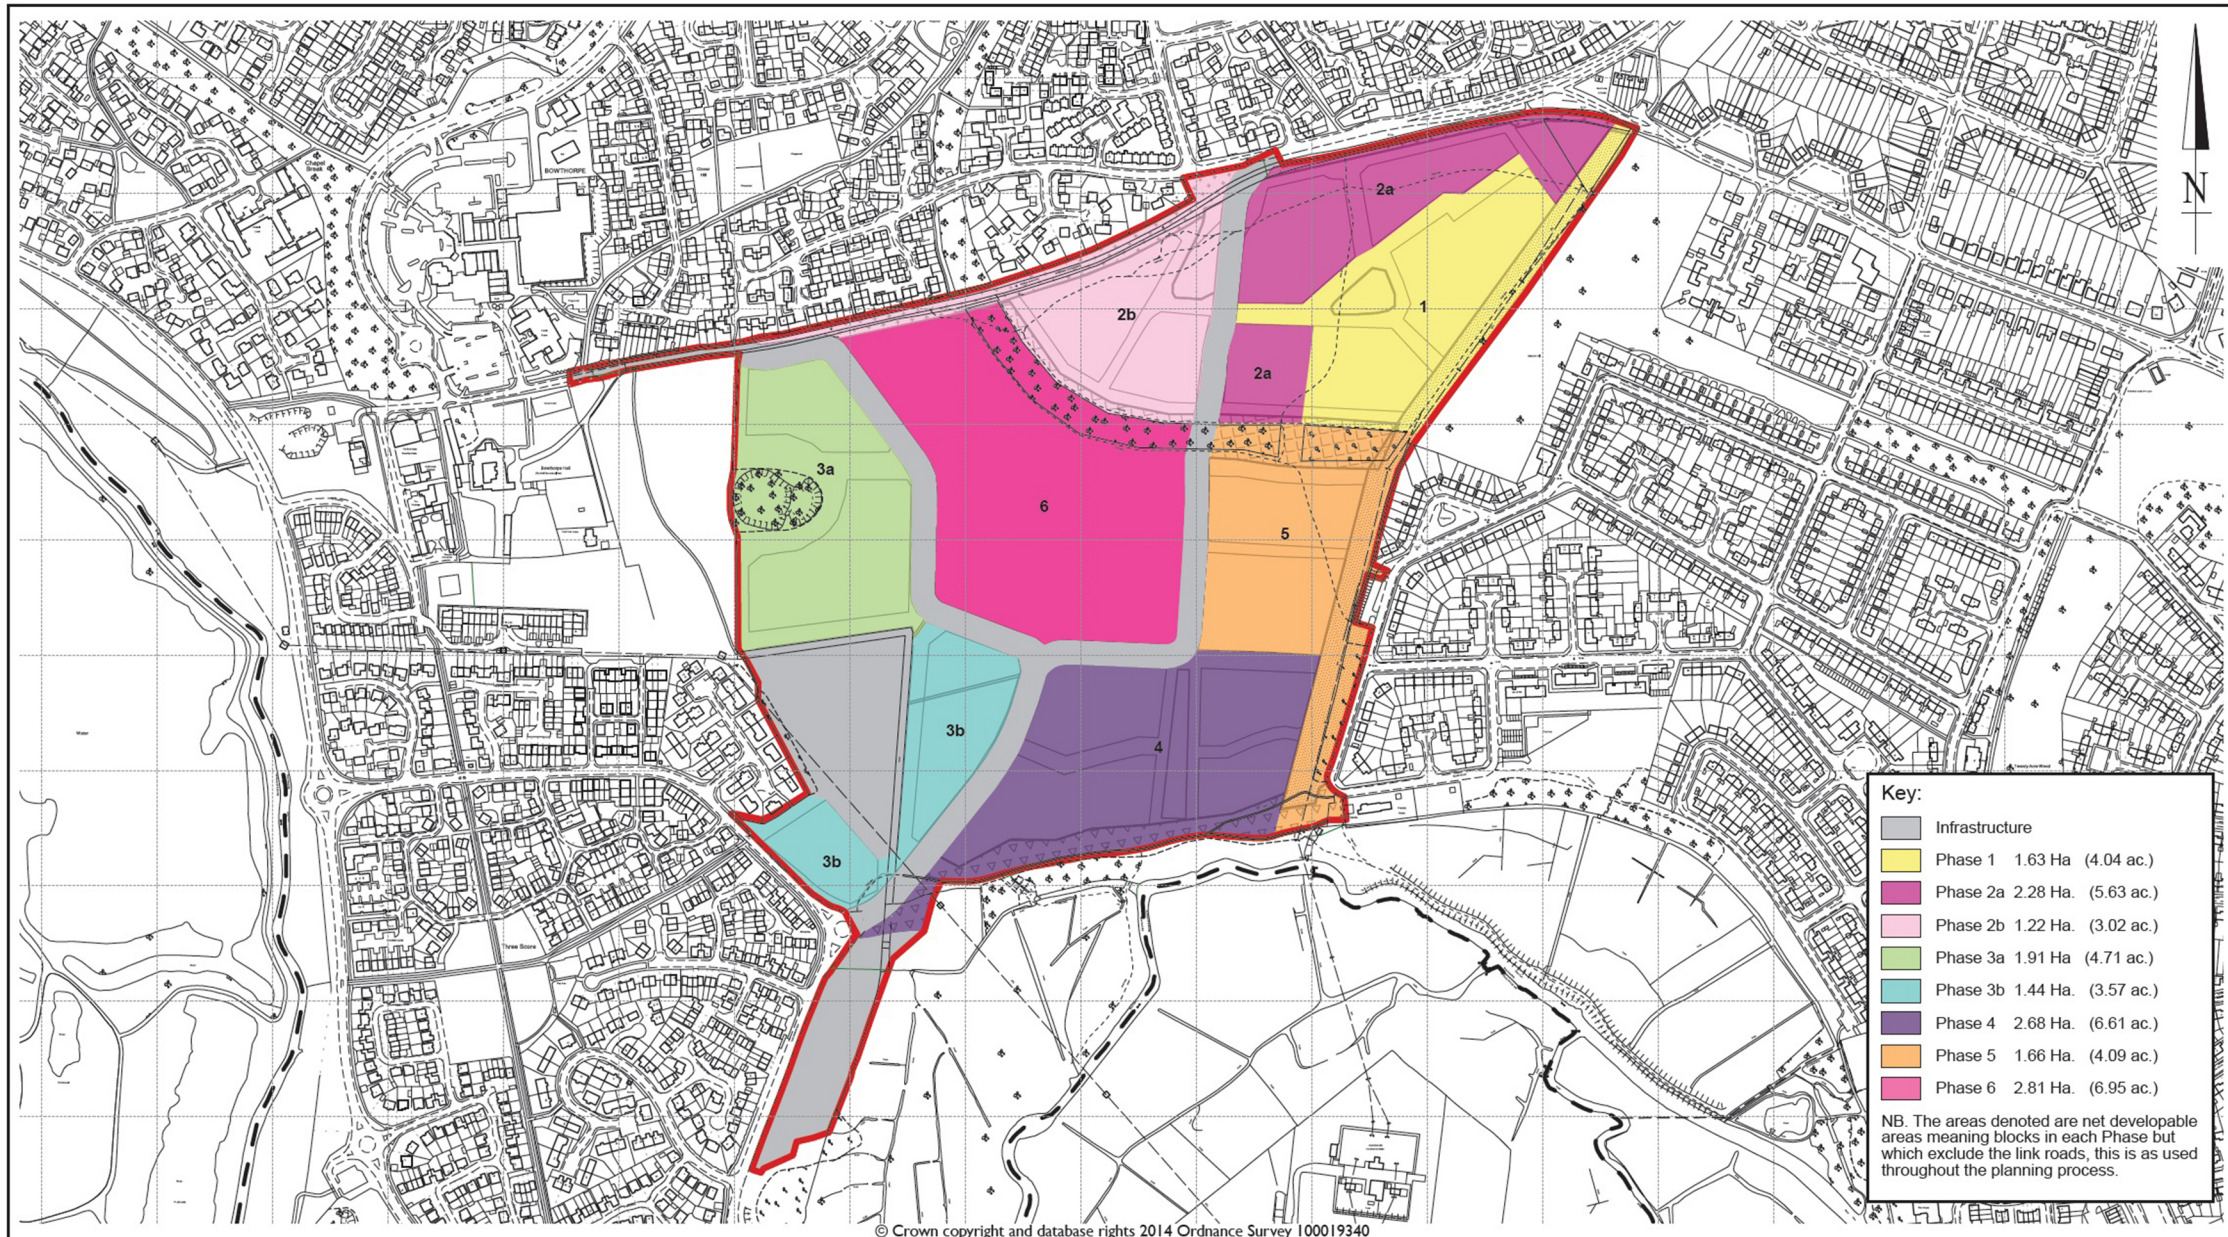 Chapel
Break
BOWTHORPE
N
2a
1
2b
2a
3a
6
5
3b
4
3b
Bowthorpe Hall
Water
Three Score
Key:
Infrastructure
Phase 1 1.63 Ha (4.04 ac.)
Phase 2a 2.28 Ha. (5.63 ac.)
Phase 2b 1.22 Ha. (3.02 ac.)
Phase 3a 1.91 Ha (4.71 ac.)
Phase 3b 1.44 Ha. (3.57 ac.)
Phase 4 2.68 Ha. (6.61 ac.)
Phase 5 1.66 Ha. (4.09 ac.)
Phase 6 2.81 Ha. (6.95 ac.)
NB. The areas denoted are net developable
areas meaning blocks in each Phase but
which exclude the link roads, this is as used
throughout the planning process.
© Crown copyright and database rights 2014 Ordnance Survey 100019340